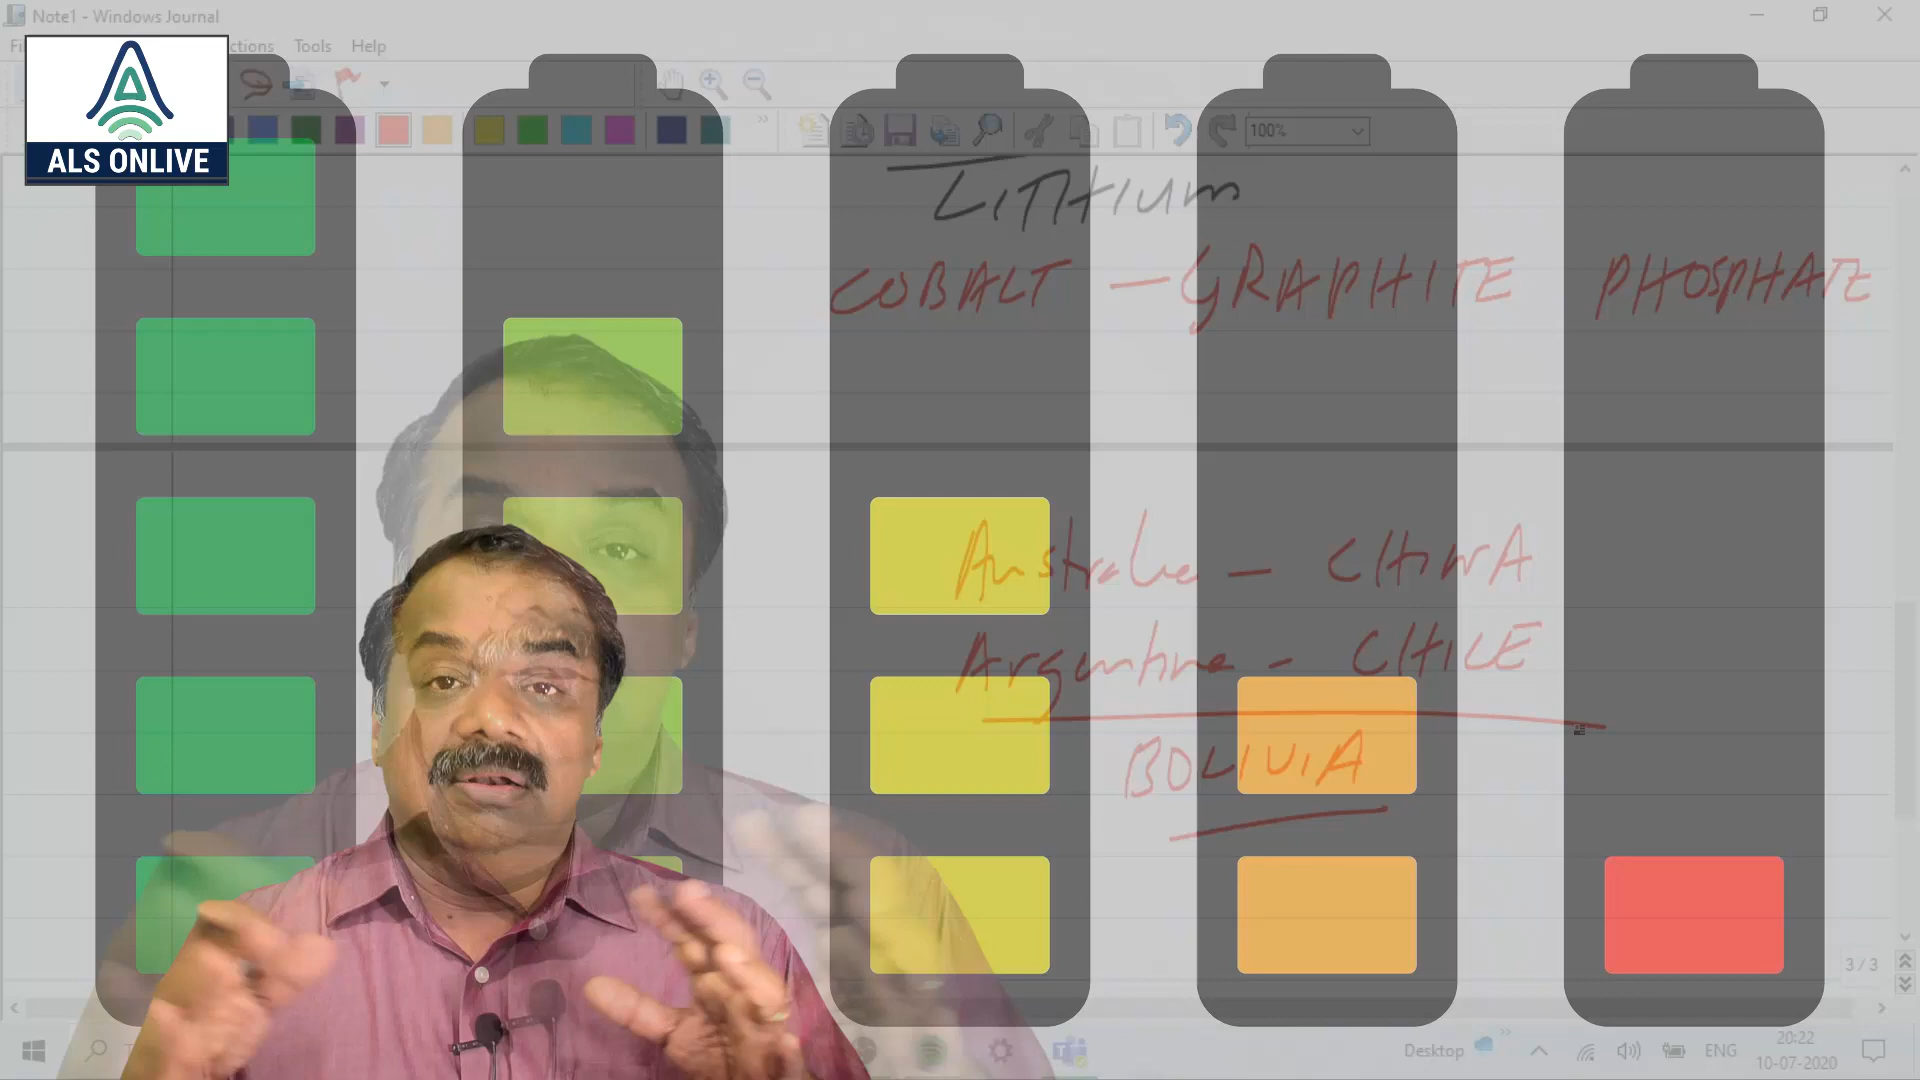 Note1 - Windows Journal
Tools Help
ALS ONLIVE
100%
LITHIUM
COBALT - GRAPHITE PHOSPHATE
Australia - CHINA
Argentina - CHILE
BOLIVIA
3 / 3
Desktop
ENG
20:22
10-07-2020